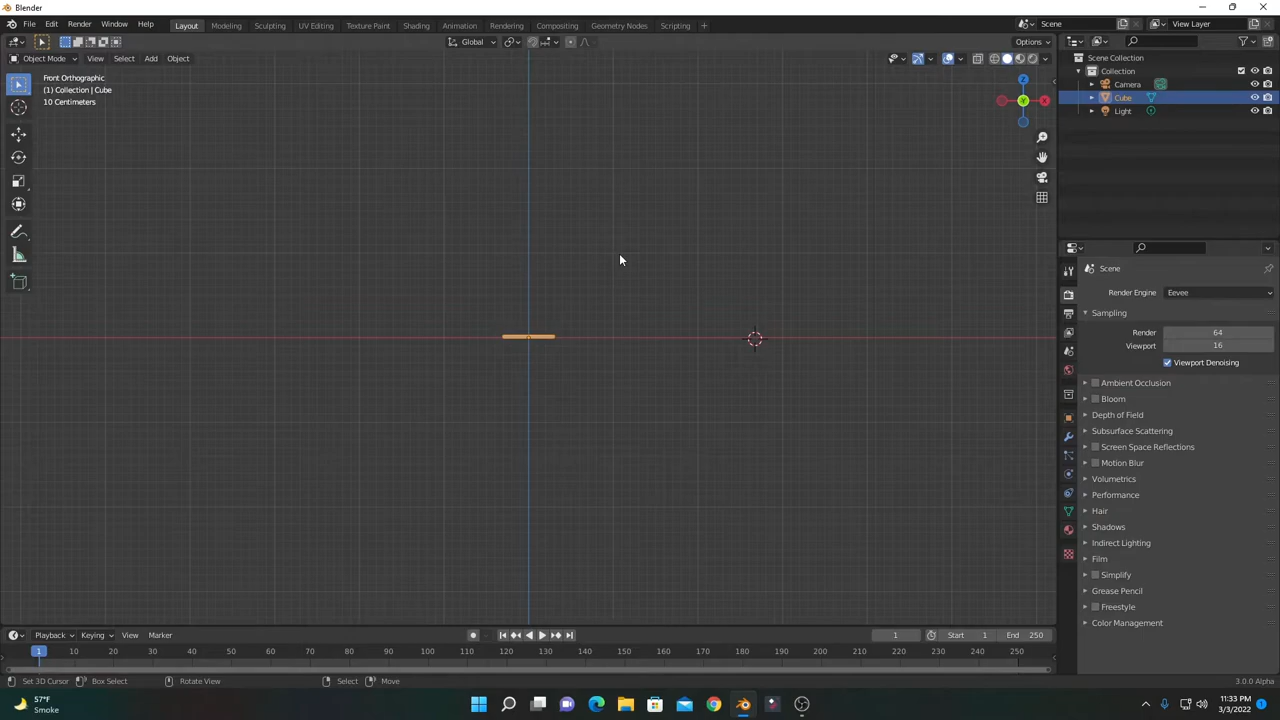 Blender
File Edit Render Window Help Layout Modeling Sculpting UV Editing Texture Paint Shading Animation Rendering Compositing Geometry Nodes Scripting + Scene View Layer
Global Options
Object Mode View Select Add Object
Front Orthographic
(1) Collection | Cube
10 Centimeters
Z
Y X
Scene Collection
Collection
Camera
Cube
Light
Scene
Render Engine Eevee
Sampling
Render 64
Viewport 16
Viewport Denoising
Ambient Occlusion
Bloom
Depth of Field
Subsurface Scattering
Screen Space Reflections
Motion Blur
Volumetrics
Performance
Hair
Shadows
Indirect Lighting
Film
Simplify
Grease Pencil
Freestyle
Color Management
Playback Keying View Marker 1 Start 1 End 250
1 10 20 30 40 50 60 70 80 90 100 110 120 130 140 150 160 170 180 190 200 210 220 230 240 250
Set 3D Cursor Box Select Rotate View Select Move 3.0.0 Alpha
57°F
Smoke
11:33 PM
3/3/2022